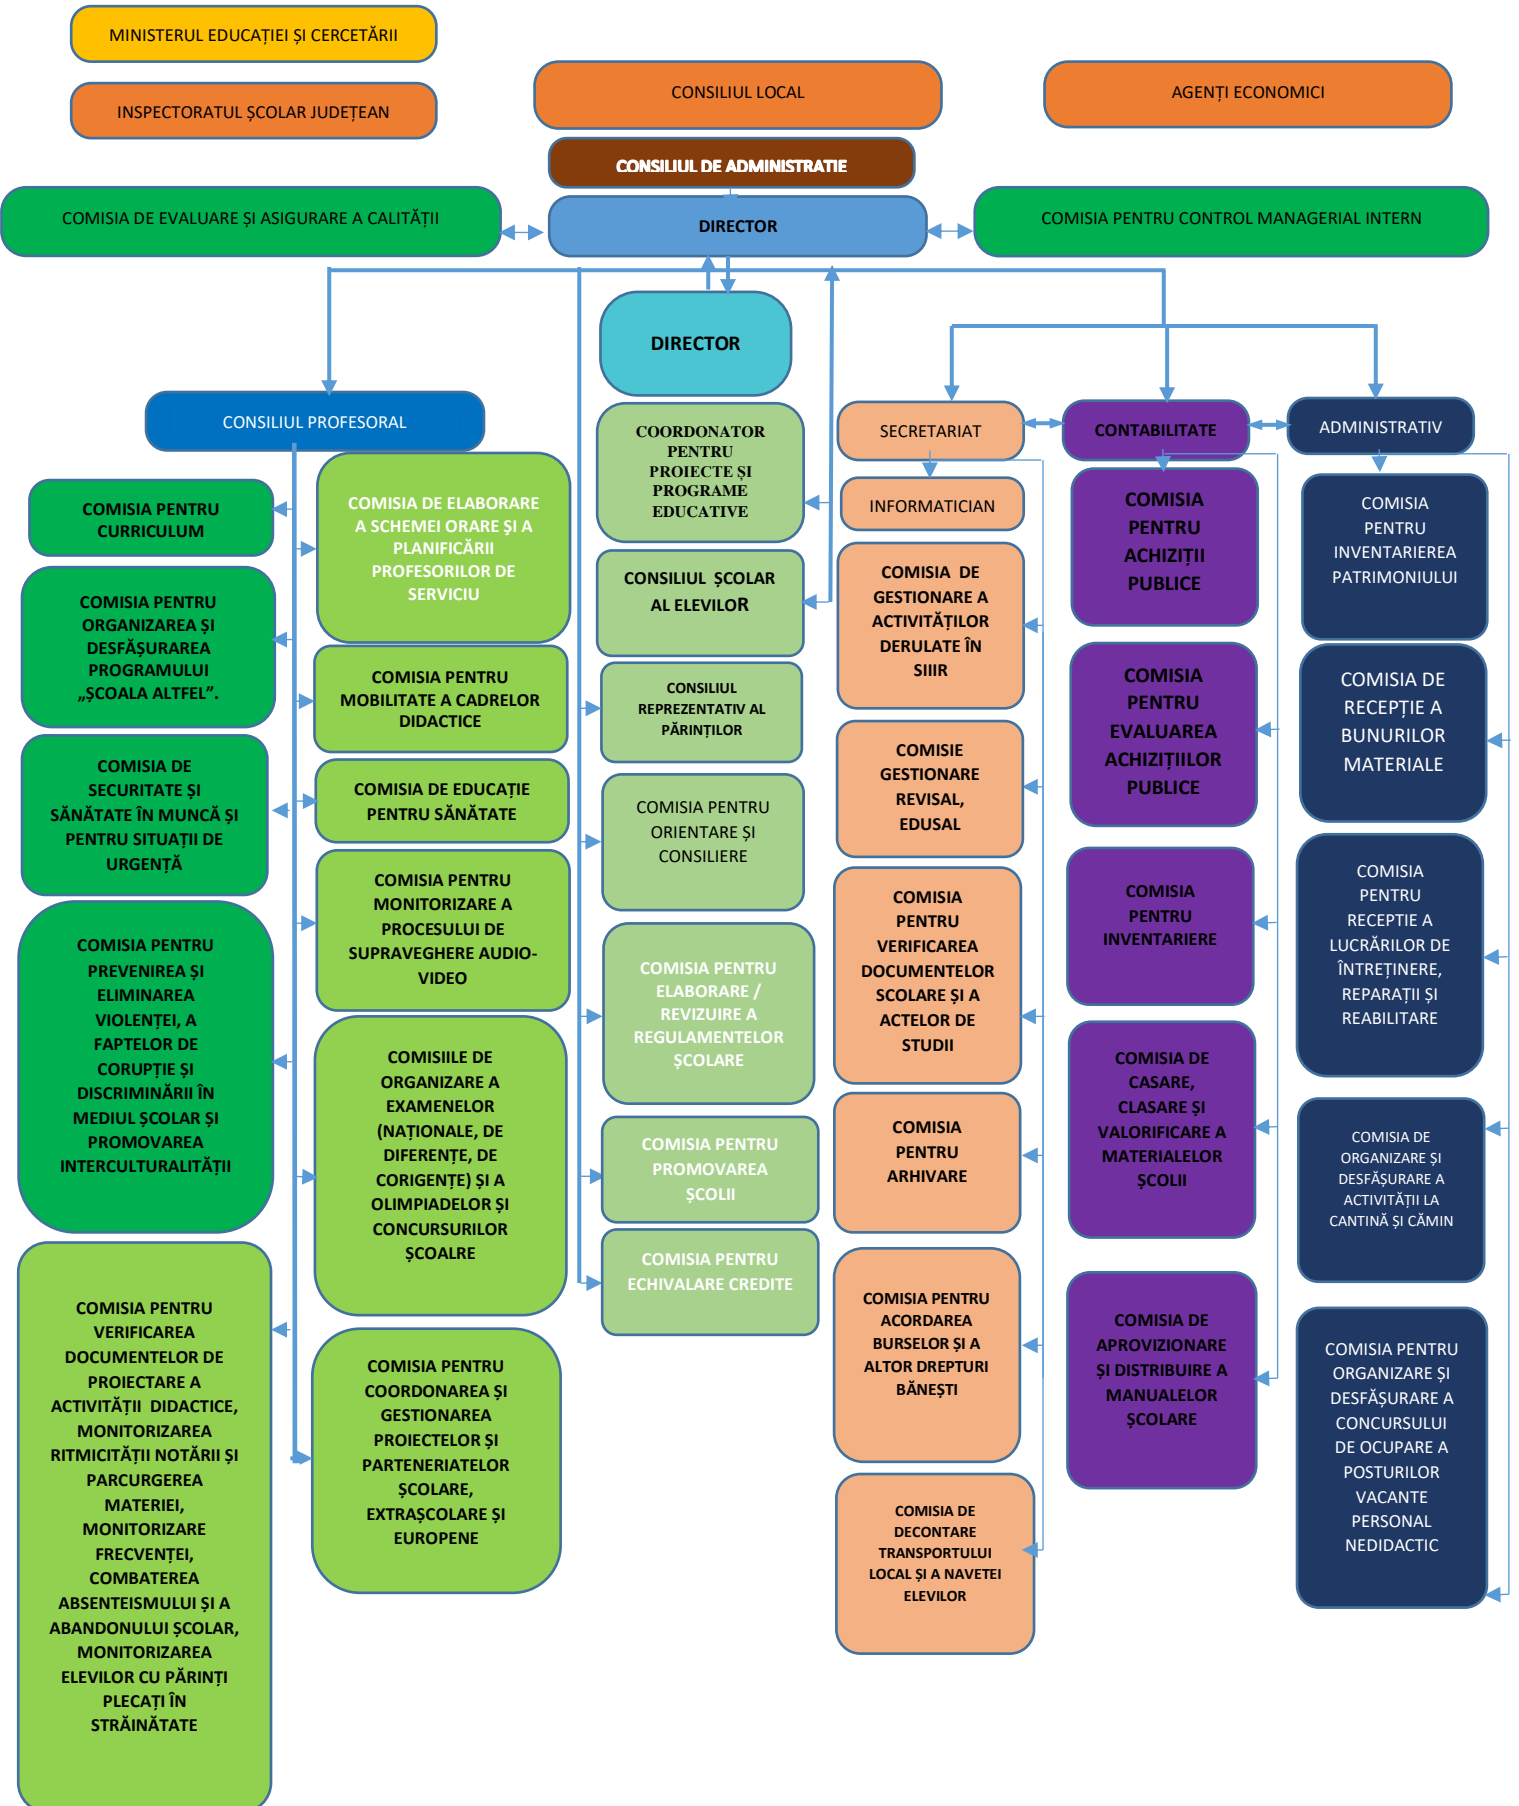 MINISTERUL EDUCAȚIEI ȘI CERCETĂRII
INSPECTORATUL ȘCOLAR JUDEȚEAN
CONSILIUL LOCAL
AGENȚI ECONOMICI
CONSILIUL DE ADMINISTRATIE
COMISIA DE EVALUARE ȘI ASIGURARE A CALITĂȚII
DIRECTOR
COMISIA PENTRU CONTROL MANAGERIAL INTERN
DIRECTOR
CONSILIUL PROFESORAL
COMISIA PENTRU
CURRICULUM
COMISIA PENTRU
ORGANIZAREA ȘI
DESFĂȘURAREA
PROGRAMULUI
„ȘCOALA ALTFEL”.
COMISIA DE
SECURITATE ȘI
SĂNĂTATE ÎN MUNCĂ ȘI
PENTRU SITUAȚII DE
URGENȚĂ
COMISIA PENTRU
PREVENIREA ȘI
ELIMINAREA
VIOLENȚEI, A
FAPTELOR DE
CORUPȚIE ȘI
DISCRIMINĂRII ÎN
MEDIUL ȘCOLAR ȘI
PROMOVAREA
INTERCULTURALITĂȚII
COMISIA PENTRU
VERIFICAREA
DOCUMENTELOR DE
PROIECTARE A
ACTIVITĂȚII  DIDACTICE,
MONITORIZAREA
RITMICITĂȚII NOTĂRII ȘI
PARCURGEREA
MATERIEI,
MONITORIZARE
FRECVENȚEI,
COMBATEREA
ABSENTEISMULUI ȘI A
ABANDONULUI ȘCOLAR,
MONITORIZAREA
ELEVILOR CU PĂRINȚI
PLECAȚI ÎN
STRĂINĂTATE
COMISIA DE ELABORARE
A SCHEMEI ORARE ȘI A
PLANIFICĂRII
PROFESORILOR DE
SERVICIU
COMISIA PENTRU
MOBILITATE A CADRELOR
DIDACTICE
COMISIA DE EDUCAȚIE
PENTRU SĂNĂTATE
COMISIA PENTRU
MONITORIZARE A
PROCESULUI DE
SUPRAVEGHERE AUDIO-
VIDEO
COMISIILE DE
ORGANIZARE A
EXAMENELOR
(NAȚIONALE, DE
DIFERENȚE, DE
CORIGENȚE) ȘI A
OLIMPIADELOR ȘI
CONCURSURILOR
ȘCOALRE
COMISIA PENTRU
COORDONAREA ȘI
GESTIONAREA
PROIECTELOR ȘI
PARTENERIATELOR
ȘCOLARE,
EXTRAȘCOLARE ȘI
EUROPENE
COORDONATOR
PENTRU
PROIECTE ȘI
PROGRAME
EDUCATIVE
CONSILIUL  ȘCOLAR
AL ELEVILOR
CONSILIUL
REPREZENTATIV AL
PĂRINȚILOR
COMISIA PENTRU
ORIENTARE ȘI
CONSILIERE
COMISIA PENTRU
ELABORARE /
REVIZUIRE A
REGULAMENTELOR
ȘCOLARE
COMISIA PENTRU
PROMOVAREA
ȘCOLII
COMISIA PENTRU
ECHIVALARE CREDITE
SECRETARIAT
INFORMATICIAN
COMISIA  DE
GESTIONARE A
ACTIVITĂȚILOR
DERULATE ÎN
SIIIR
COMISIE
GESTIONARE
REVISAL,
EDUSAL
COMISIA
PENTRU
VERIFICAREA
DOCUMENTELOR
SCOLARE ȘI A
ACTELOR DE
STUDII
COMISIA
PENTRU
ARHIVARE
COMISIA PENTRU
ACORDAREA
BURSELOR ȘI A
ALTOR DREPTURI
BĂNEȘTI
COMISIA DE
DECONTARE
TRANSPORTULUI
LOCAL ȘI A NAVETEI
ELEVILOR
CONTABILITATE
COMISIA
PENTRU
ACHIZIȚII
PUBLICE
COMISIA
PENTRU
EVALUAREA
ACHIZIȚIILOR
PUBLICE
COMISIA
PENTRU
INVENTARIERE
COMISIA DE
CASARE,
CLASARE ȘI
VALORIFICARE A
MATERIALELOR
ȘCOLII
COMISIA DE
APROVIZIONARE
ȘI DISTRIBUIRE A
MANUALELOR
ȘCOLARE
ADMINISTRATIV
COMISIA
PENTRU
INVENTARIEREA
PATRIMONIULUI
COMISIA DE
RECEPȚIE A
BUNURILOR
MATERIALE
COMISIA
PENTRU
RECEPTIE A
LUCRĂRILOR DE
ÎNTREȚINERE,
REPARAȚII ȘI
REABILITARE
COMISIA DE
ORGANIZARE ȘI
DESFĂȘURARE A
ACTIVITĂȚII LA
CANTINĂ ȘI CĂMIN
COMISIA PENTRU
ORGANIZARE ȘI
DESFĂȘURARE A
CONCURSULUI
DE OCUPARE A
POSTURILOR
VACANTE
PERSONAL
NEDIDACTIC